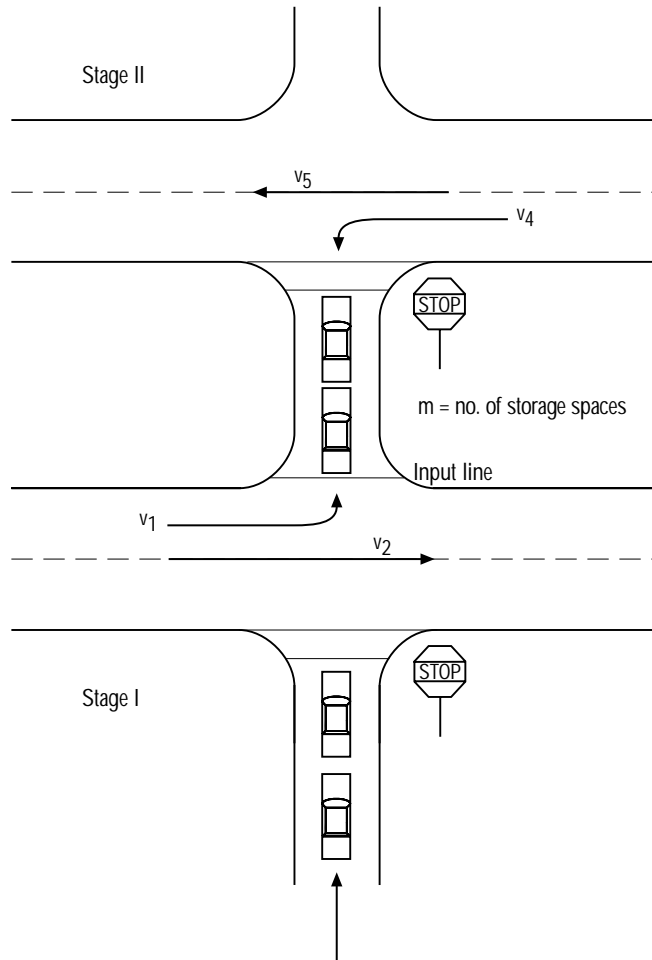 Stage II
v5
v4
STOP
m = no. of storage spaces
Input line
v1
v2
STOP
Stage I